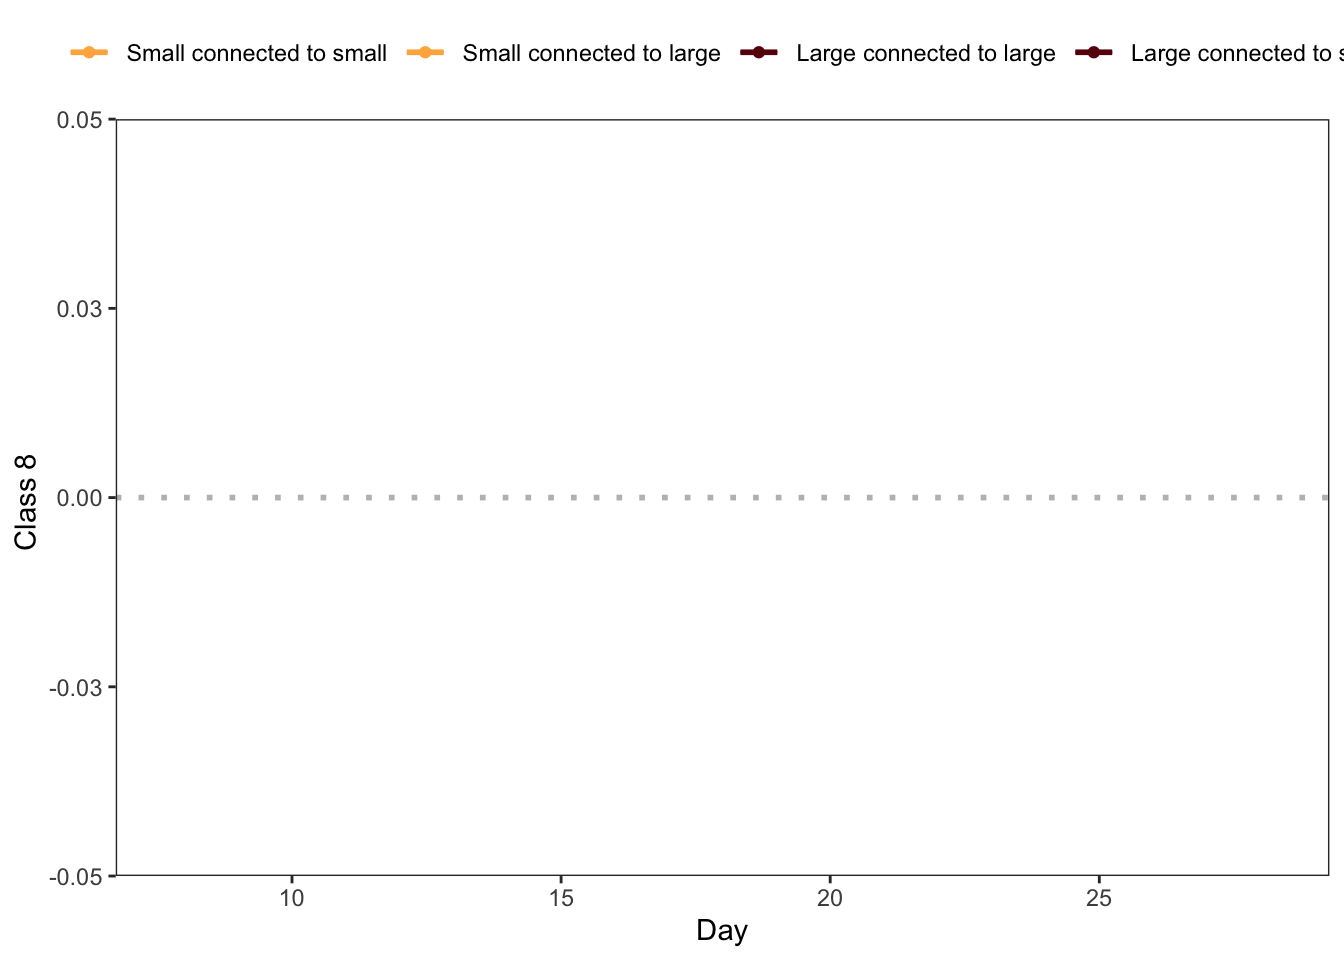 Small connected to small Small connected to large Large connected to large Large connected to
0.05
0.03
0.00
-0.03
-0.05
Class 8
10 15 20 25
Day